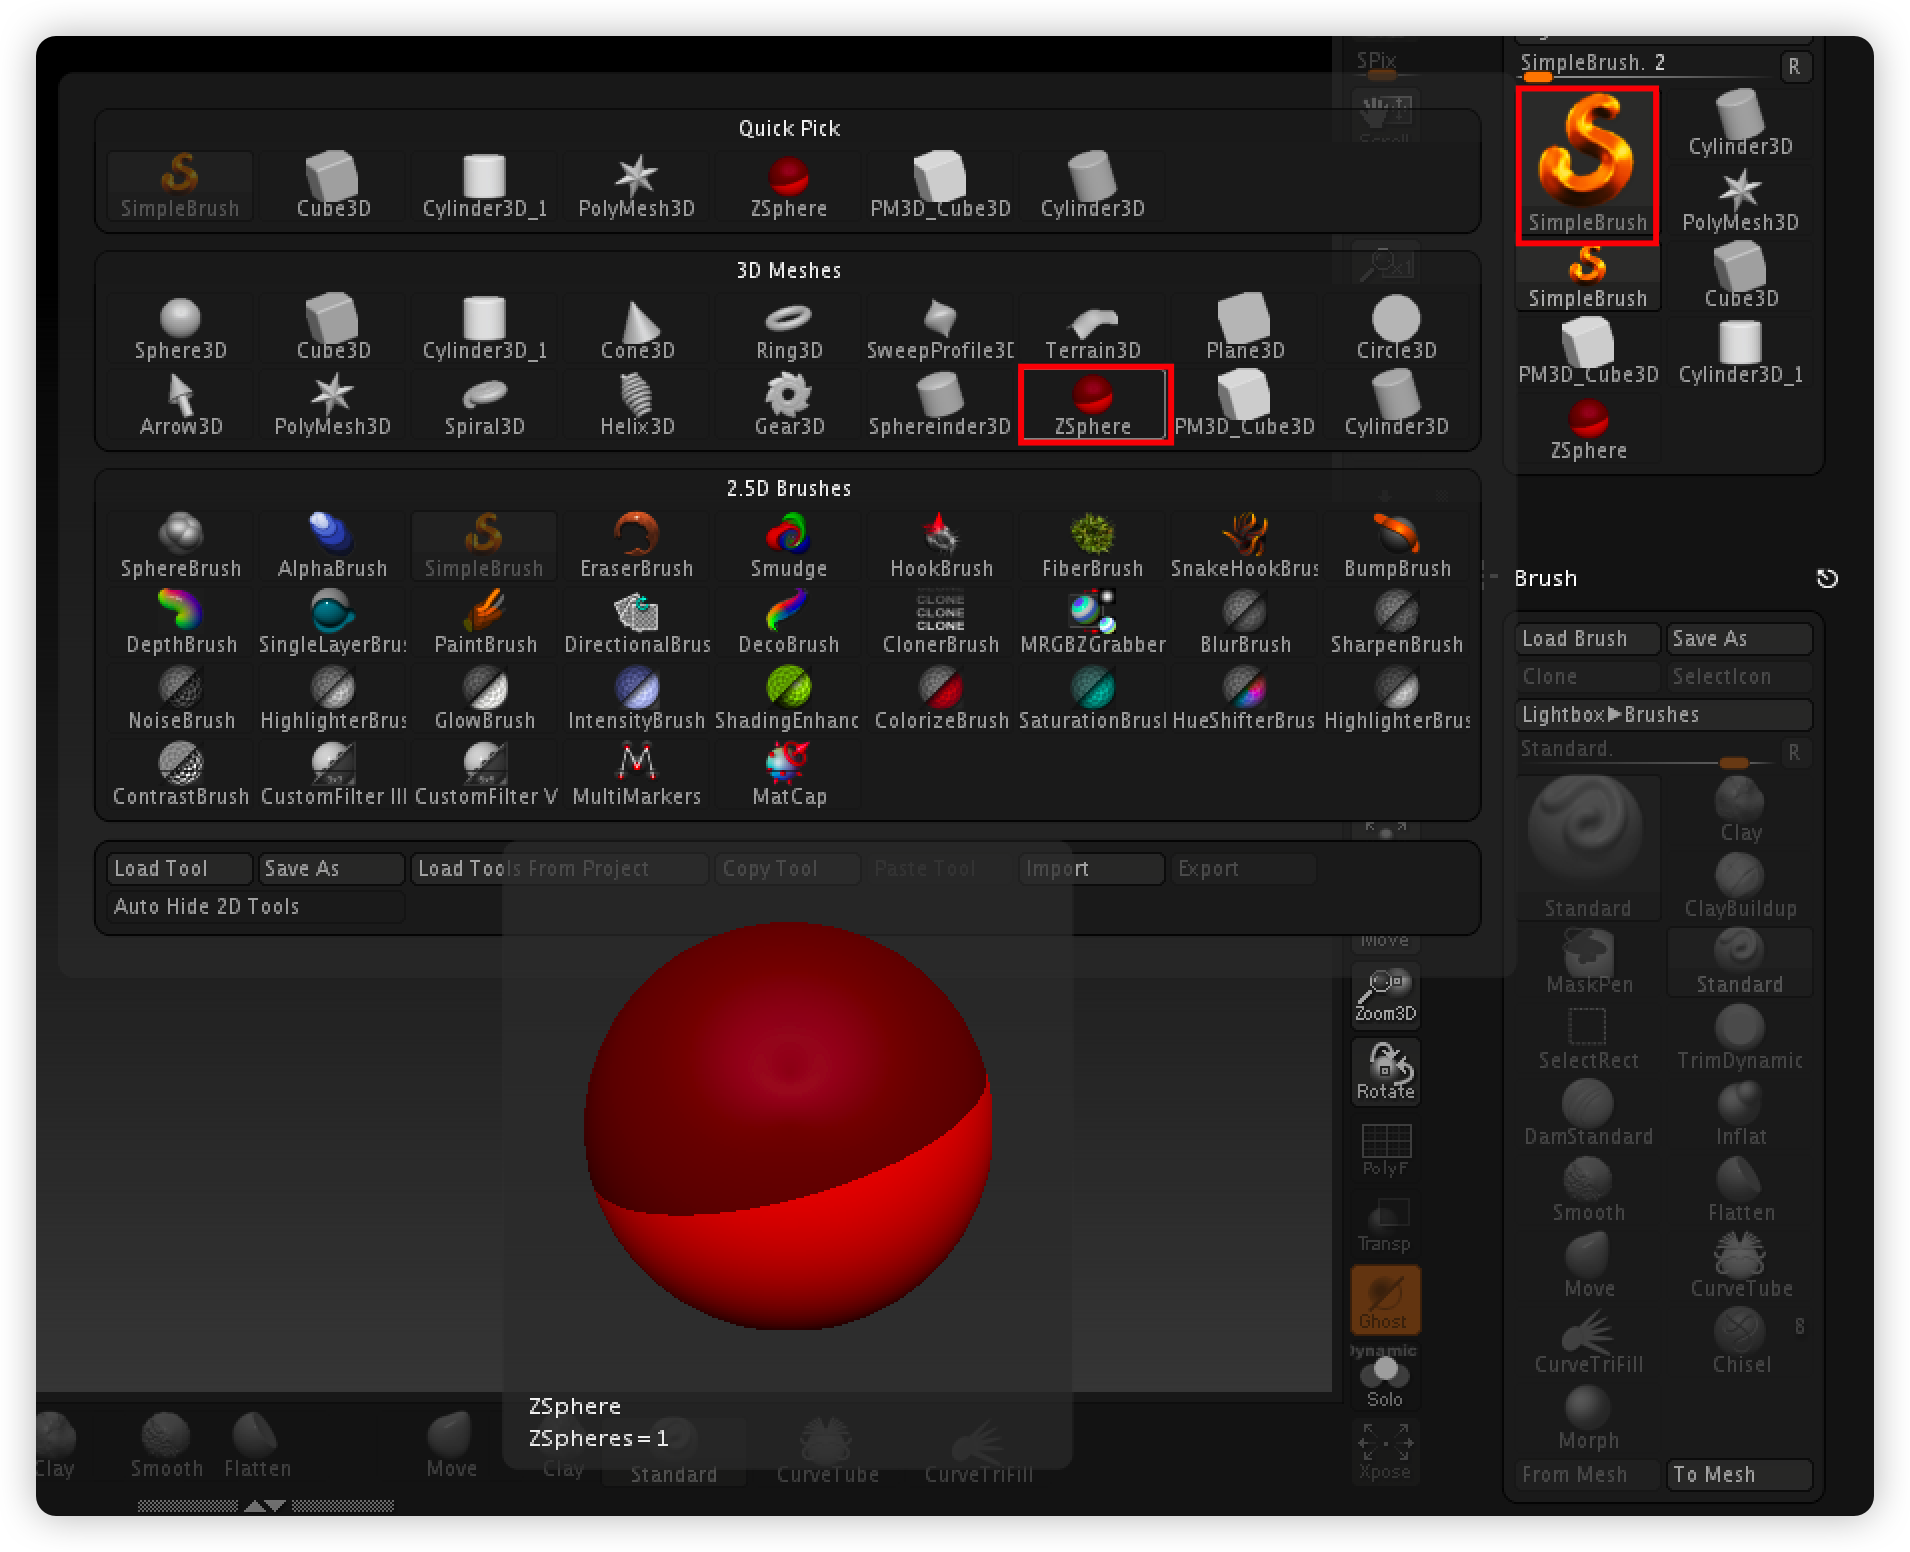 SPix
SimpleBrush. 2
R
Scroll
Quick Pick
SimpleBrush Cube3D Cylinder3D_1 PolyMesh3D ZSphere PM3D_Cube3D Cylinder3D
3D Meshes
Sphere3D Cube3D Cylinder3D_1 Cone3D Ring3D SweepProfile3D Terrain3D Plane3D Circle3D
Arrow3D PolyMesh3D Spiral3D Helix3D Gear3D Sphereinder3D ZSphere PM3D_Cube3D Cylinder3D
2.5D Brushes
SphereBrush AlphaBrush SimpleBrush EraserBrush Smudge HookBrush FiberBrush SnakeHookBrus BumpBrush
CLONE
CLONE
CLONE
CLONE
DepthBrush SingleLayerBrus PaintBrush DirectionalBrus DecoBrush ClonerBrush MRGBZGrabber BlurBrush SharpenBrush
NoiseBrush HighlighterBrus GlowBrush IntensityBrush ShadingEnhanc ColorizeBrush SaturationBrusl HueShifterBrus HighlighterBrus
ContrastBrush CustomFilter III CustomFilter V MultiMarkers MatCap
Load Tool Save As Load Tools From Project Copy Tool Paste Tool Import Export
Auto Hide 2D Tools
ZSphere
ZSpheres=1
x1
Move
Zoom3D
Rotate
PolyF
Transp
Ghost
Dynamic
Solo
Xpose
SimpleBrush Cylinder3D
PolyMesh3D
SimpleBrush Cube3D
PM3D_Cube3D Cylinder3D_1
ZSphere
Brush
Load Brush Save As
Clone SelectIcon
Lightbox▶Brushes
Standard. R
Clay
Standard ClayBuildup
MaskPen Standard
SelectRect TrimDynamic
DamStandard Inflat
Smooth Flatten
Move CurveTube
8
CurveTriFill Chisel
Morph
From Mesh To Mesh
Clay Smooth Flatten Move Clay Standard CurveTube CurveTriFill